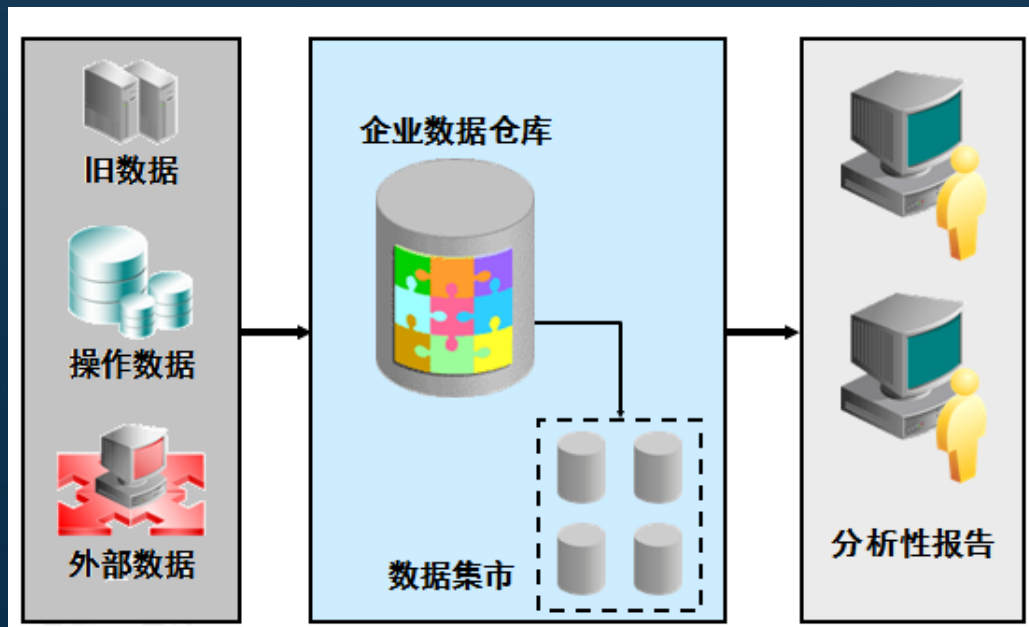 旧数据
操作数据
外部数据
企业数据仓库
数据集市
分析性报告